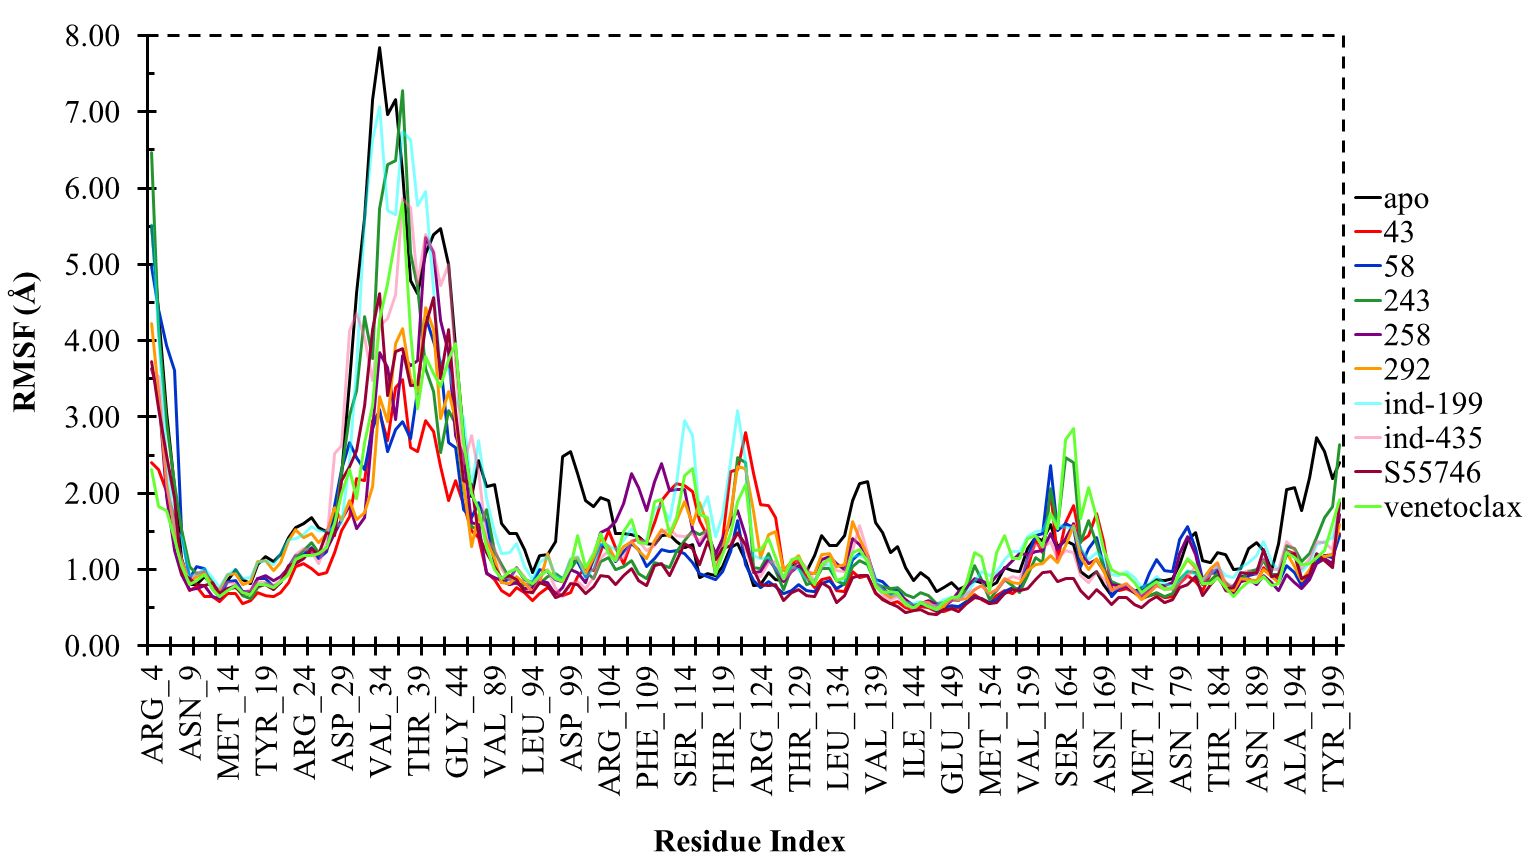 8.00
7.00
6.00
5.00
4.00
3.00
2.00
1.00
0.00
RMSF (Å)
ARG_4
ASN_9
MET_14
TYR_19
ARG_24
ASP_29
VAL_34
THR_39
GLY_44
VAL_89
LEU_94
ASP_99
ARG_104
PHE_109
SER_114
THR_119
ARG_124
THR_129
LEU_134
VAL_139
ILE_144
GLU_149
MET_154
VAL_159
SER_164
ASN_169
MET_174
ASN_179
THR_184
ASN_189
ALA_194
TYR_199
Residue Index
apo
43
58
243
258
292
ind-199
ind-435
S55746
venetoclax